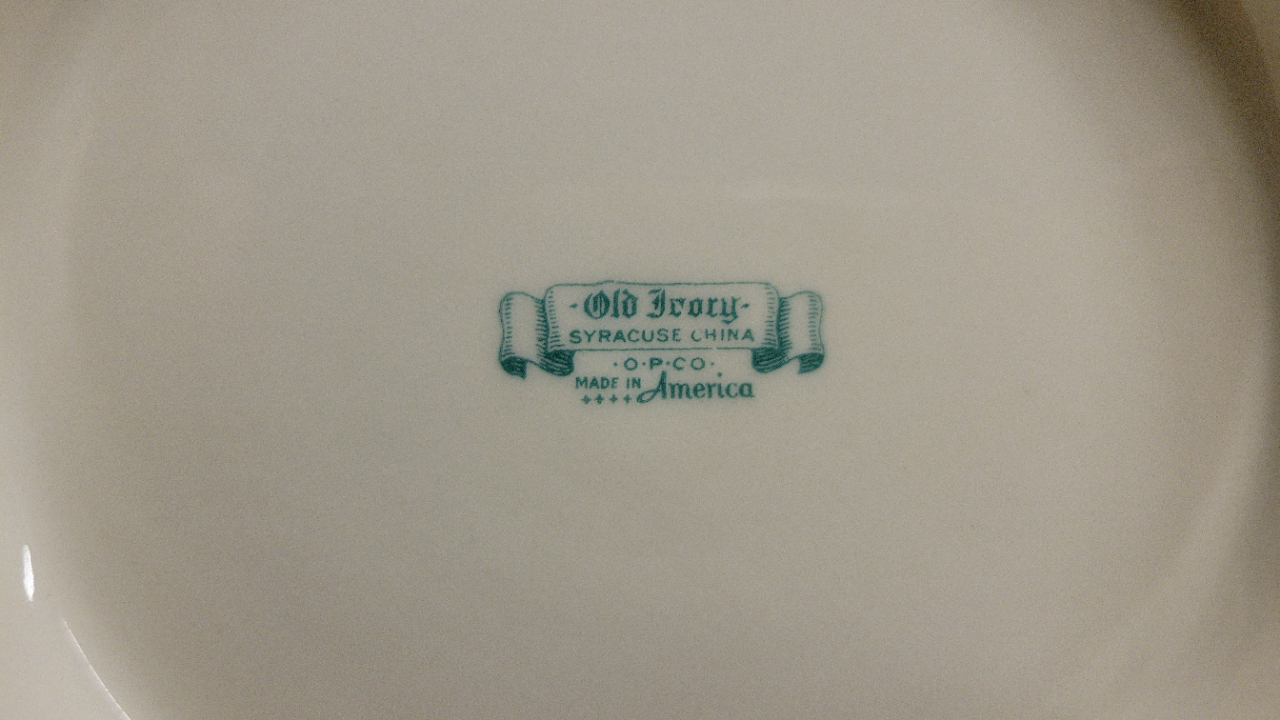 ·Old Ivory·
SYRACUSE CHINA
·O·P·CO·
MADE IN America